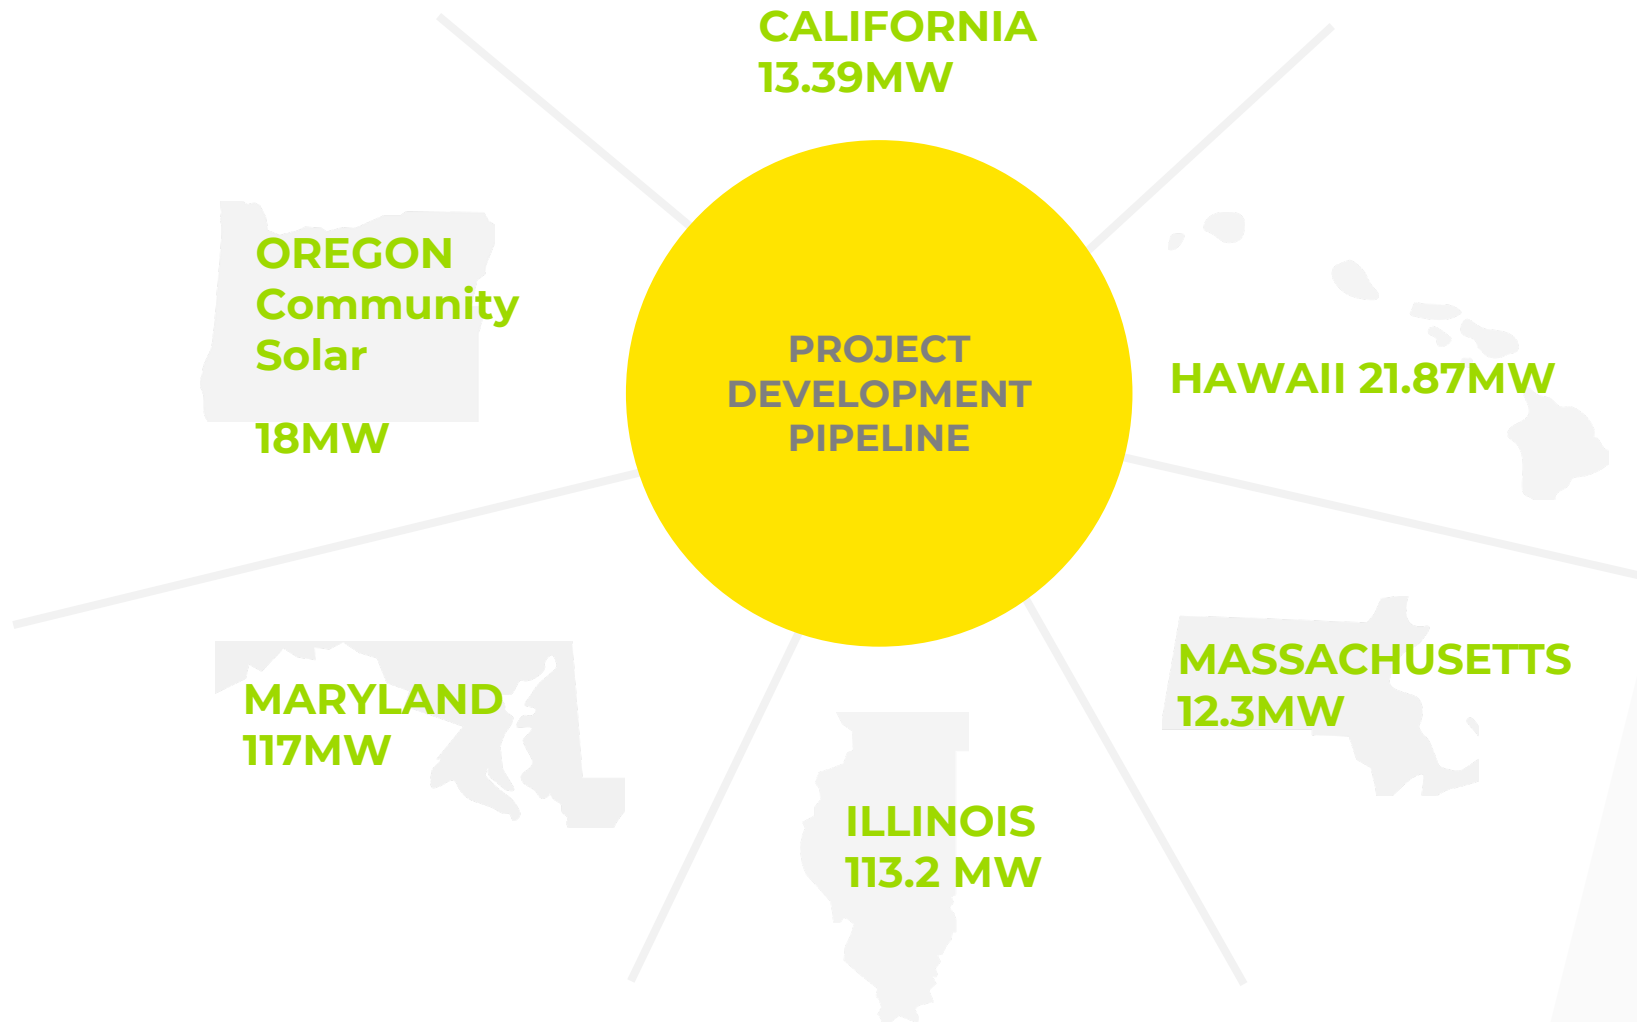 CALIFORNIA
13.39MW
OREGON
Community
Solar
18MW
PROJECT
DEVELOPMENT
PIPELINE
HAWAII 21.87MW
MARYLAND
117MW
MASSACHUSETTS
12.3MW
ILLINOIS
113.2 MW